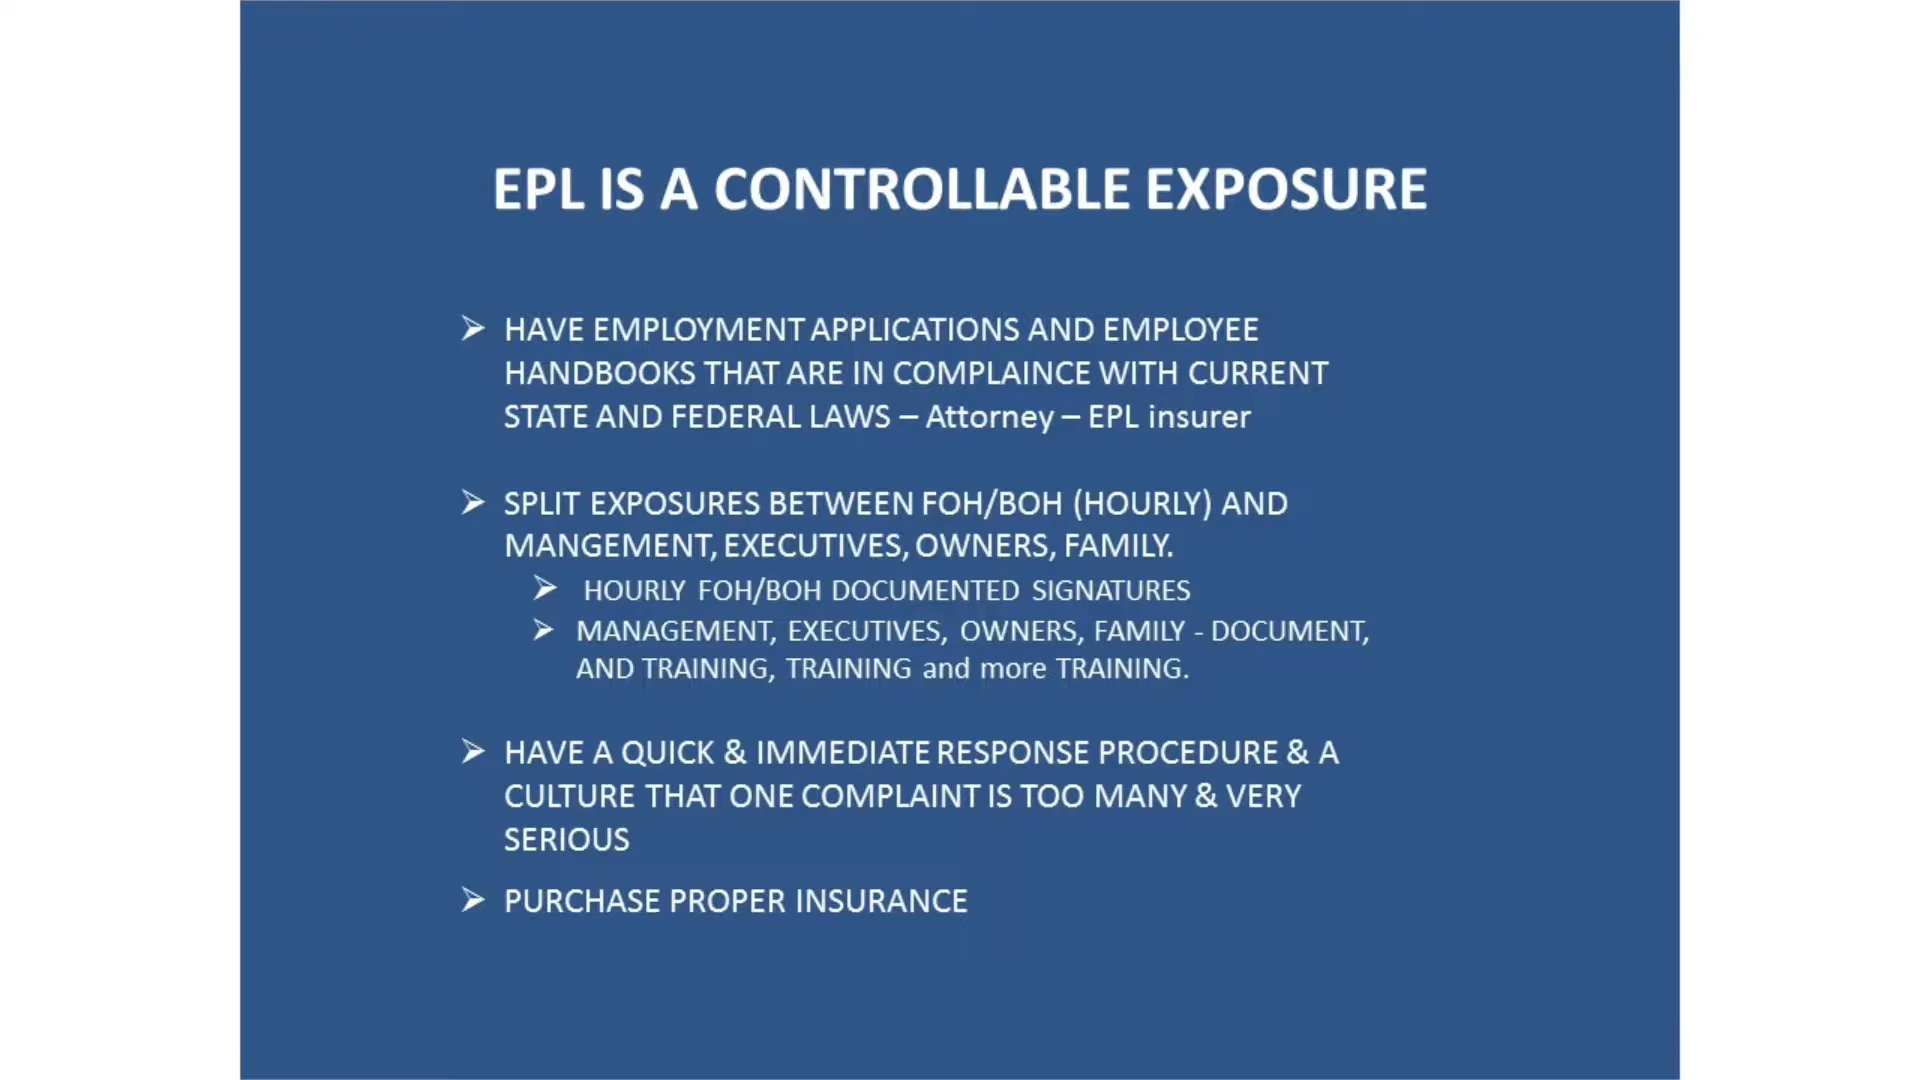 EPL IS A CONTROLLABLE EXPOSURE
➢ HAVE EMPLOYMENT APPLICATIONS AND EMPLOYEE
HANDBOOKS THAT ARE IN COMPLAINCE WITH CURRENT
STATE AND FEDERAL LAWS – Attorney – EPL insurer
➢ SPLIT EXPOSURES BETWEEN FOH/BOH (HOURLY) AND
MANGEMENT, EXECUTIVES, OWNERS, FAMILY.
➢ HOURLY FOH/BOH DOCUMENTED SIGNATURES
➢ MANAGEMENT, EXECUTIVES, OWNERS, FAMILY - DOCUMENT,
AND TRAINING, TRAINING and more TRAINING.
➢ HAVE A QUICK & IMMEDIATE RESPONSE PROCEDURE & A
CULTURE THAT ONE COMPLAINT IS TOO MANY & VERY
SERIOUS
➢ PURCHASE PROPER INSURANCE